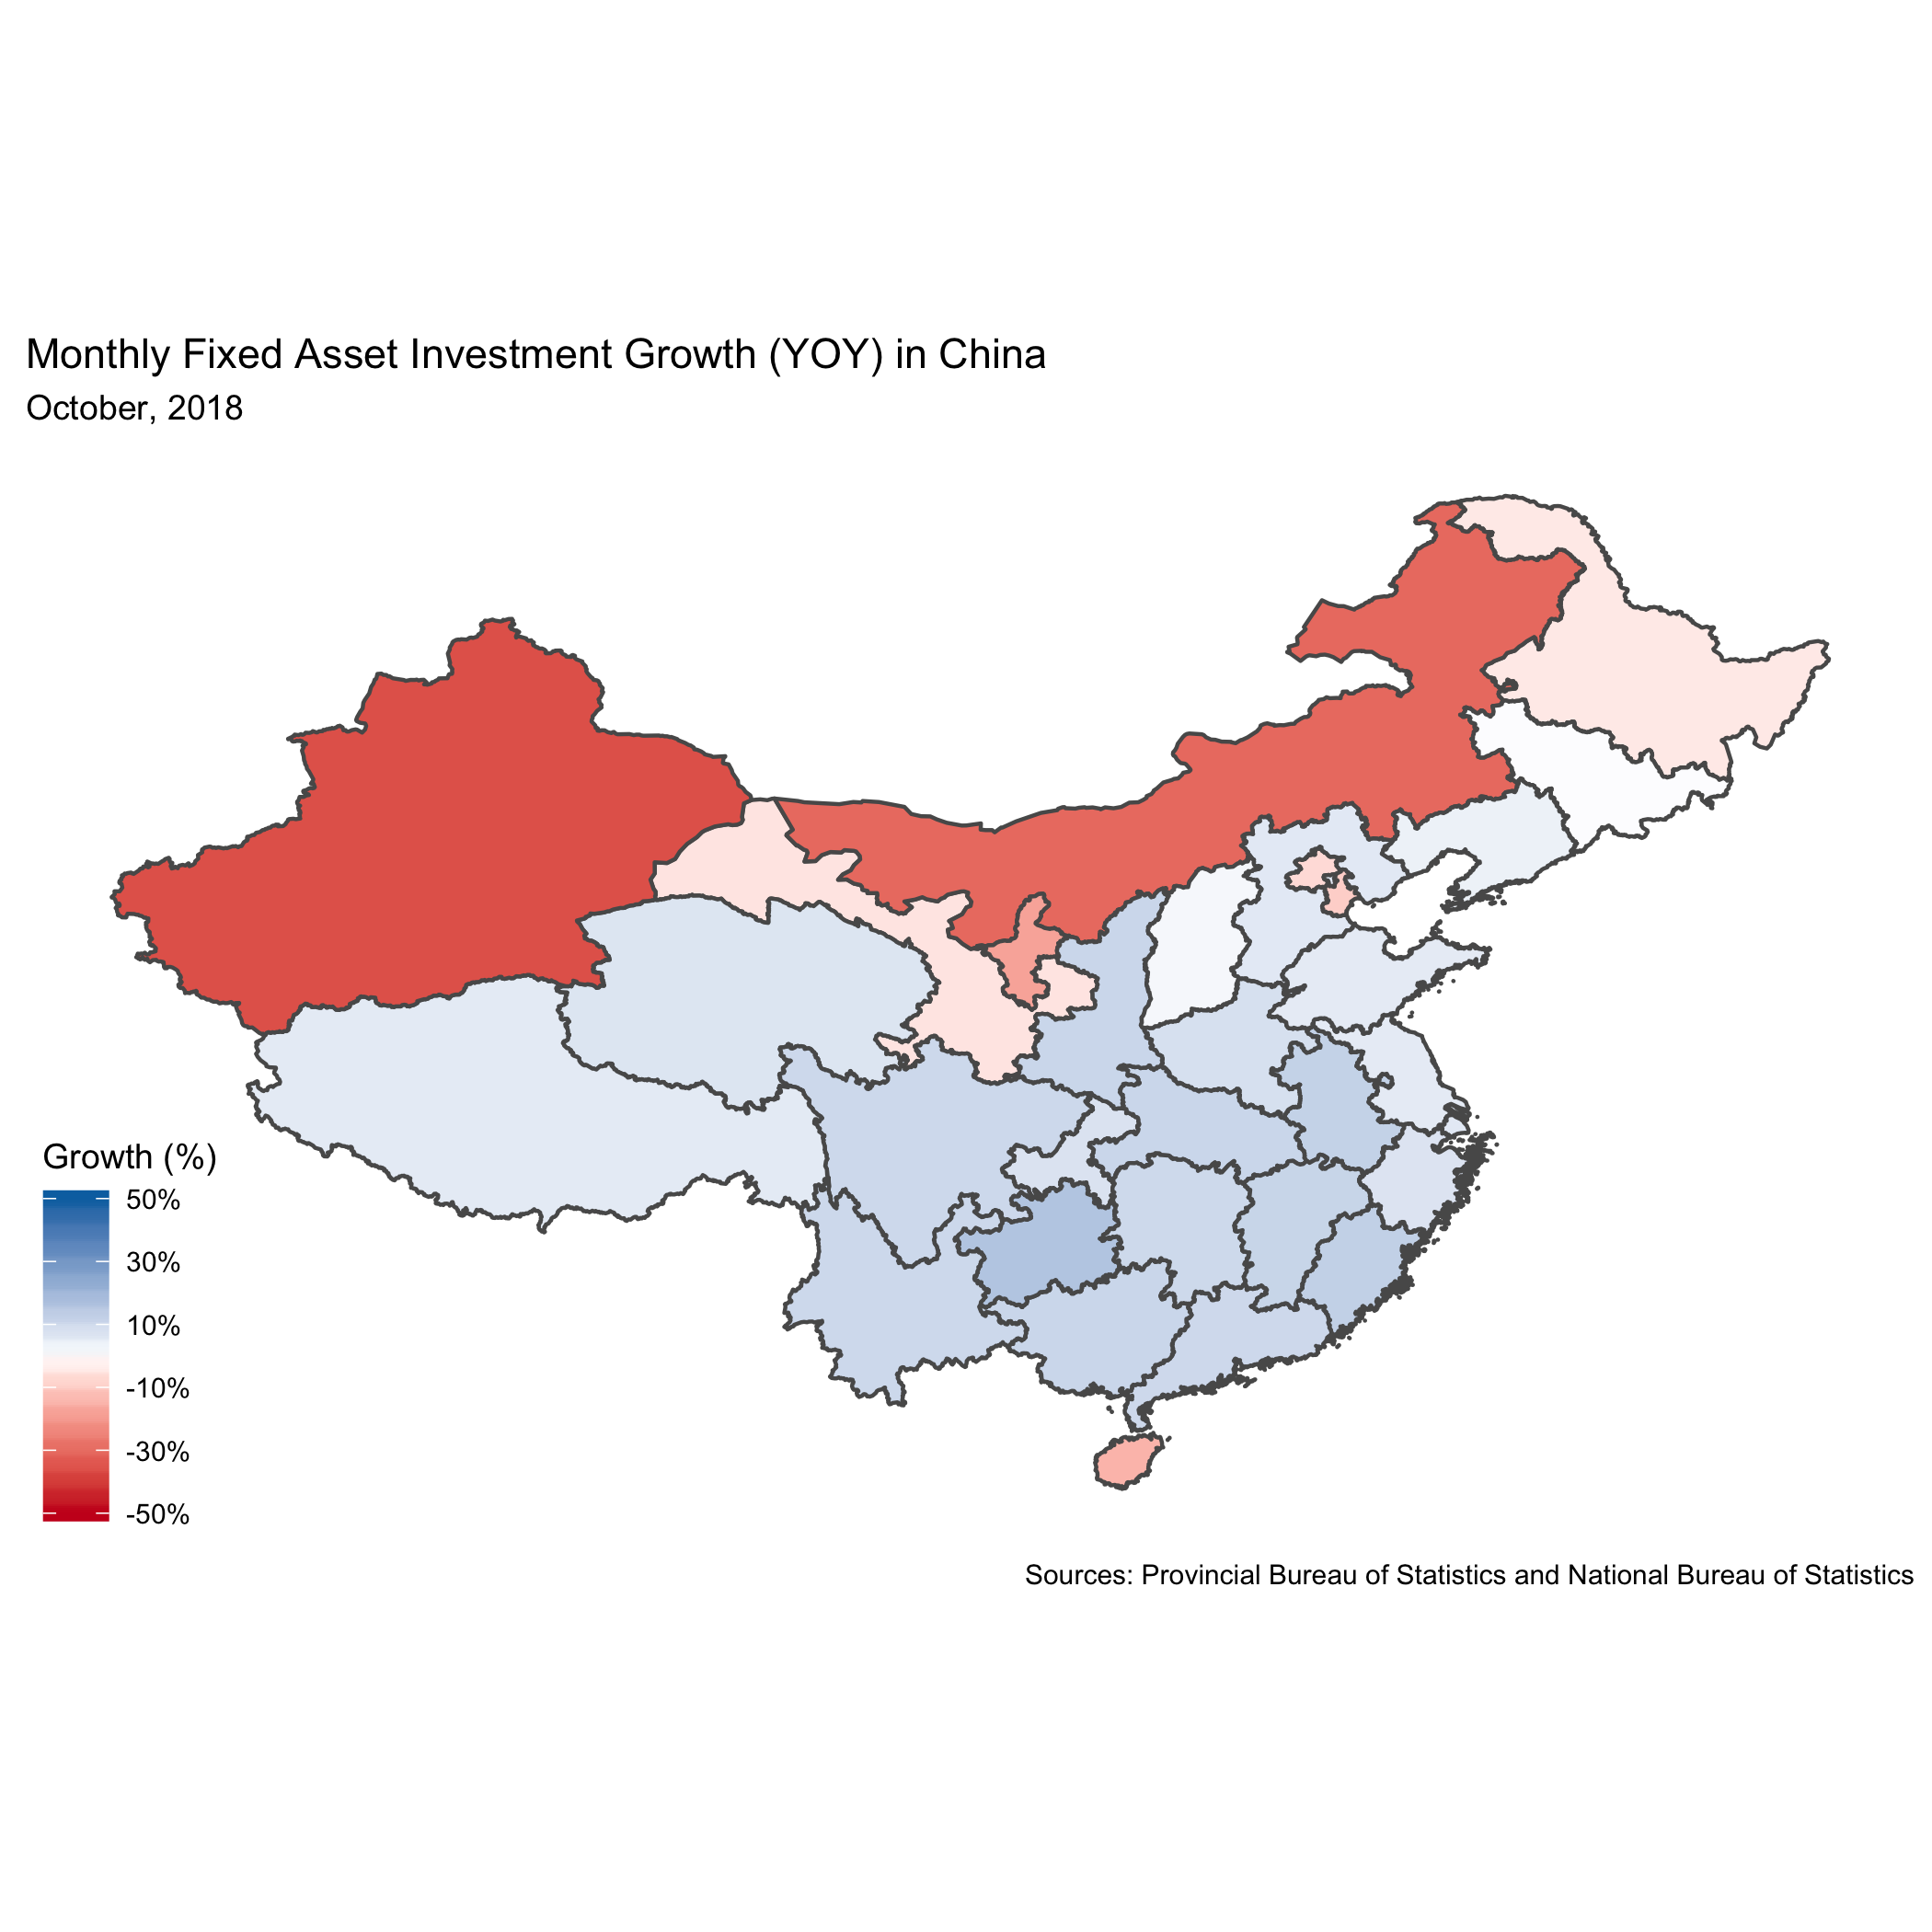 Monthly Fixed Asset Investment Growth (YOY) in China
October, 2018
Growth (%)
50%
30%
10%
-10%
-30%
-50%
Sources: Provincial Bureau of Statistics and National Bureau of Statistics